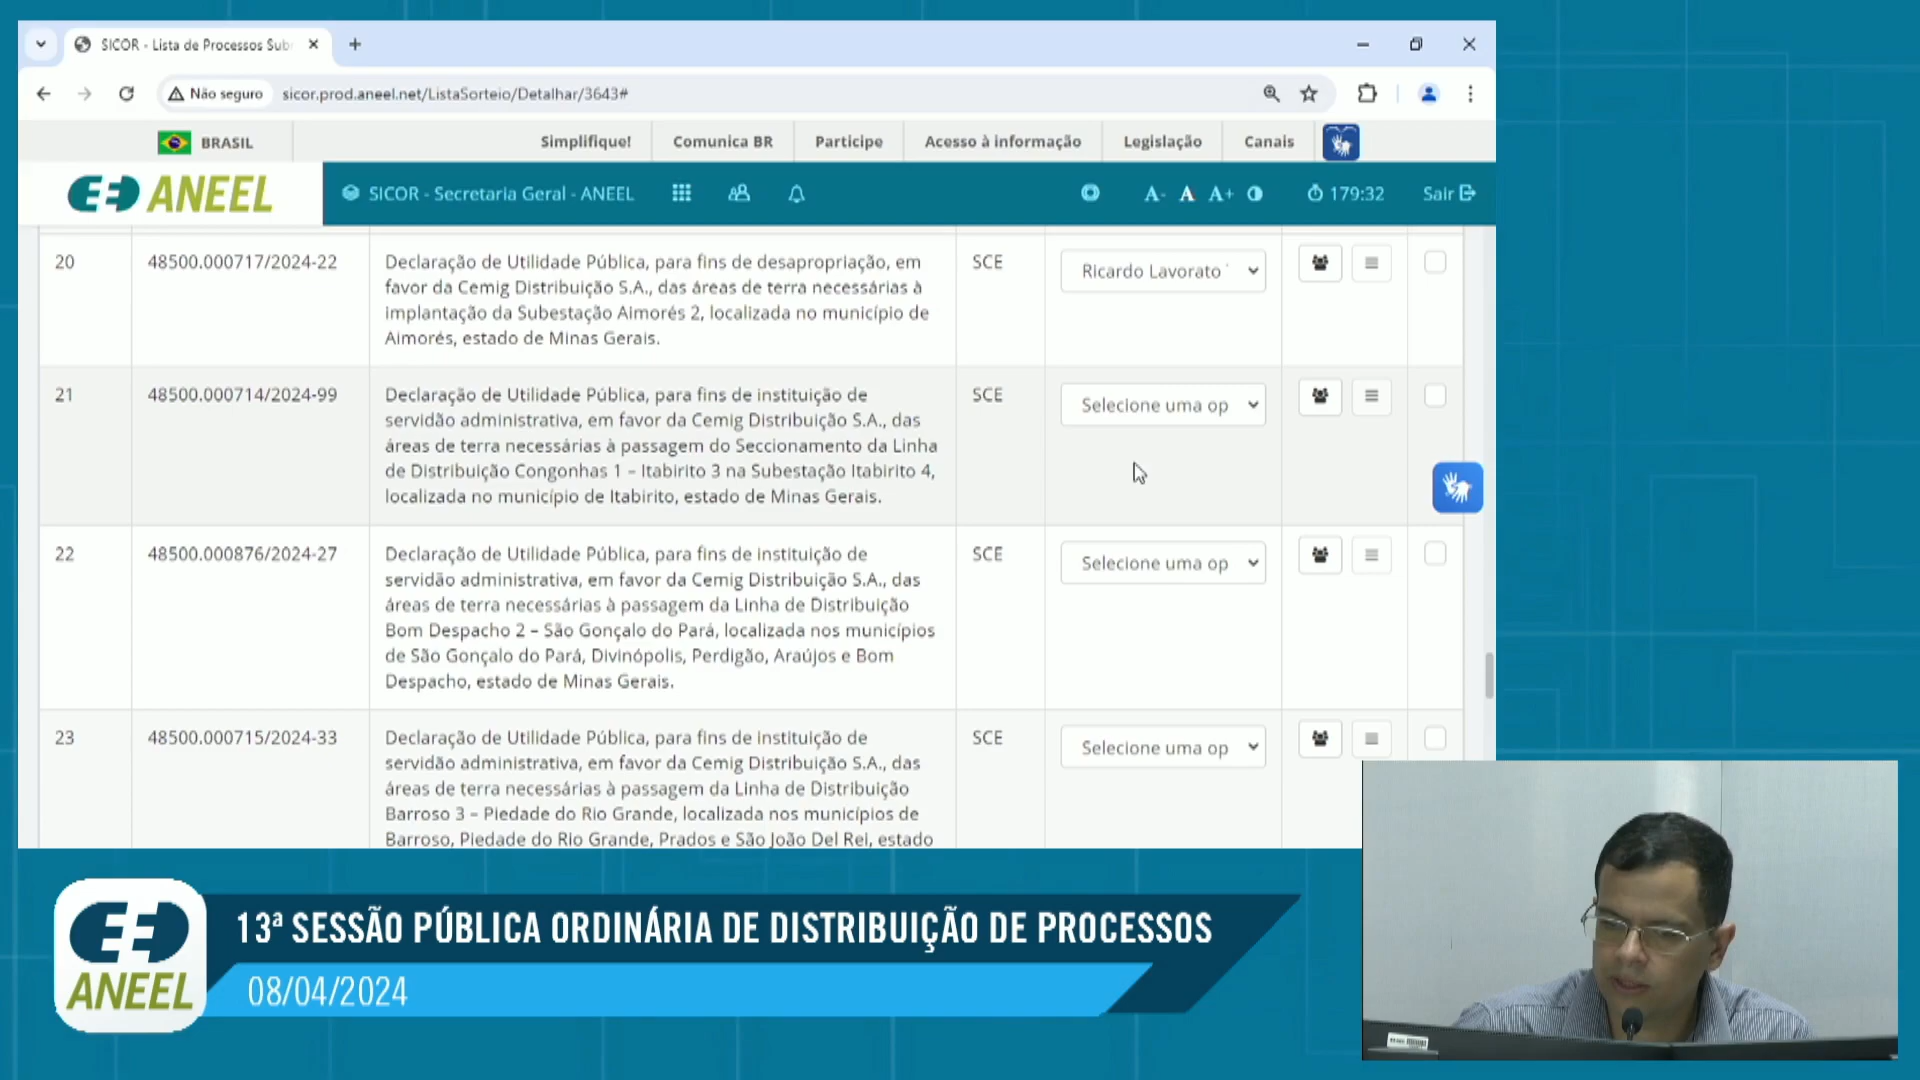 SICOR - Lista de Processos Sub
Não seguro
sicor.prod.aneel.net/ListaSorteio/Detalhar/3643#
BRASIL
Simplifique!
Comunica BR
Participe
Acesso à informação
Legislação
Canais
ANEEL
SICOR - Secretaria Geral - ANEEL
A-
A
A+
179:32
Sair
20
48500.000717/2024-22
Declaração de Utilidade Pública, para fins de desapropriação, em
favor da Cemig Distribuição S.A., das áreas de terra necessárias à
implantação da Subestação Aimorés 2, localizada no município de
Aimorés, estado de Minas Gerais.
SCE
Ricardo Lavorato
21
48500.000714/2024-99
Declaração de Utilidade Pública, para fins de instituição de
servidão administrativa, em favor da Cemig Distribuição S.A., das
áreas de terra necessárias à passagem do Seccionamento da Linha
de Distribuição Congonhas 1 – Itabirito 3 na Subestação Itabirito 4,
localizada no município de Itabirito, estado de Minas Gerais.
SCE
Selecione uma op
22
48500.000876/2024-27
Declaração de Utilidade Pública, para fins de instituição de
servidão administrativa, em favor da Cemig Distribuição S.A., das
áreas de terra necessárias à passagem da Linha de Distribuição
Bom Despacho 2 – São Gonçalo do Pará, localizada nos municípios
de São Gonçalo do Pará, Divinópolis, Perdigão, Araújos e Bom
Despacho, estado de Minas Gerais.
SCE
Selecione uma op
23
48500.000715/2024-33
Declaração de Utilidade Pública, para fins de instituição de
servidão administrativa, em favor da Cemig Distribuição S.A., das
áreas de terra necessárias à passagem da Linha de Distribuição
Barroso 3 – Piedade do Rio Grande, localizada nos municípios de
Barroso, Piedade do Rio Grande, Prados e São João Del Rei, estado
SCE
Selecione uma op
ANEEL
13ª SESSÃO PÚBLICA ORDINÁRIA DE DISTRIBUIÇÃO DE PROCESSOS
08/04/2024